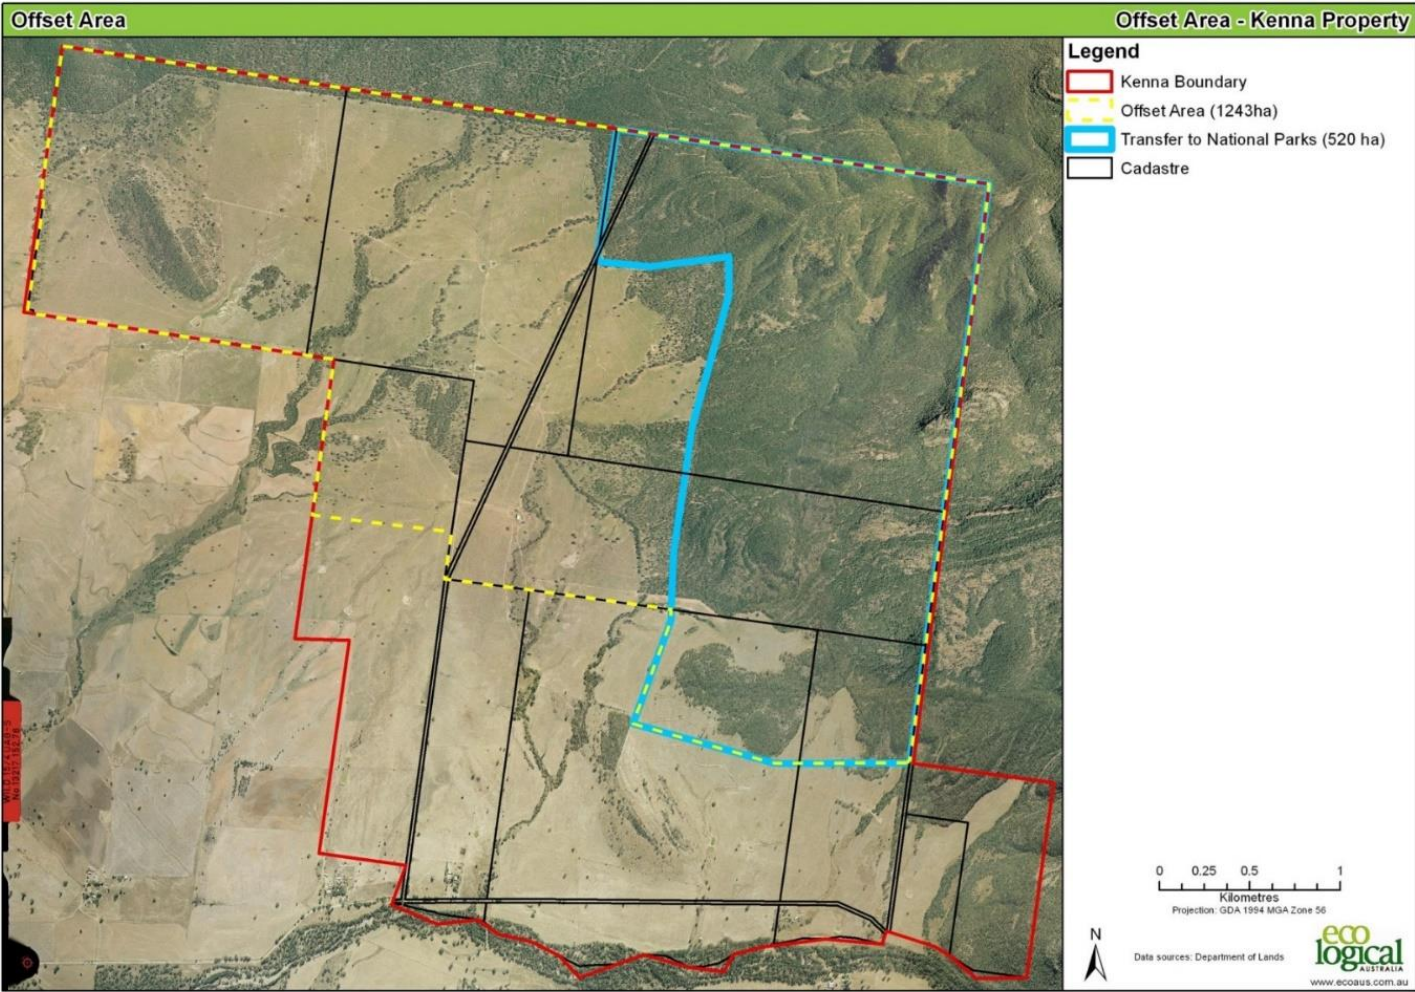 Offset Area
Offset Area - Kenna Property
Legend
Kenna Boundary
Offset Area (1243ha)
Transfer to National Parks (520 ha)
Cadastre
0 0.25 0.5 1
Kilometres
Projection: GDA 1994 MGA Zone 56
N
Data sources: Department of Lands
eco
logical
AUSTRALIA
www.ecoaus.com.au